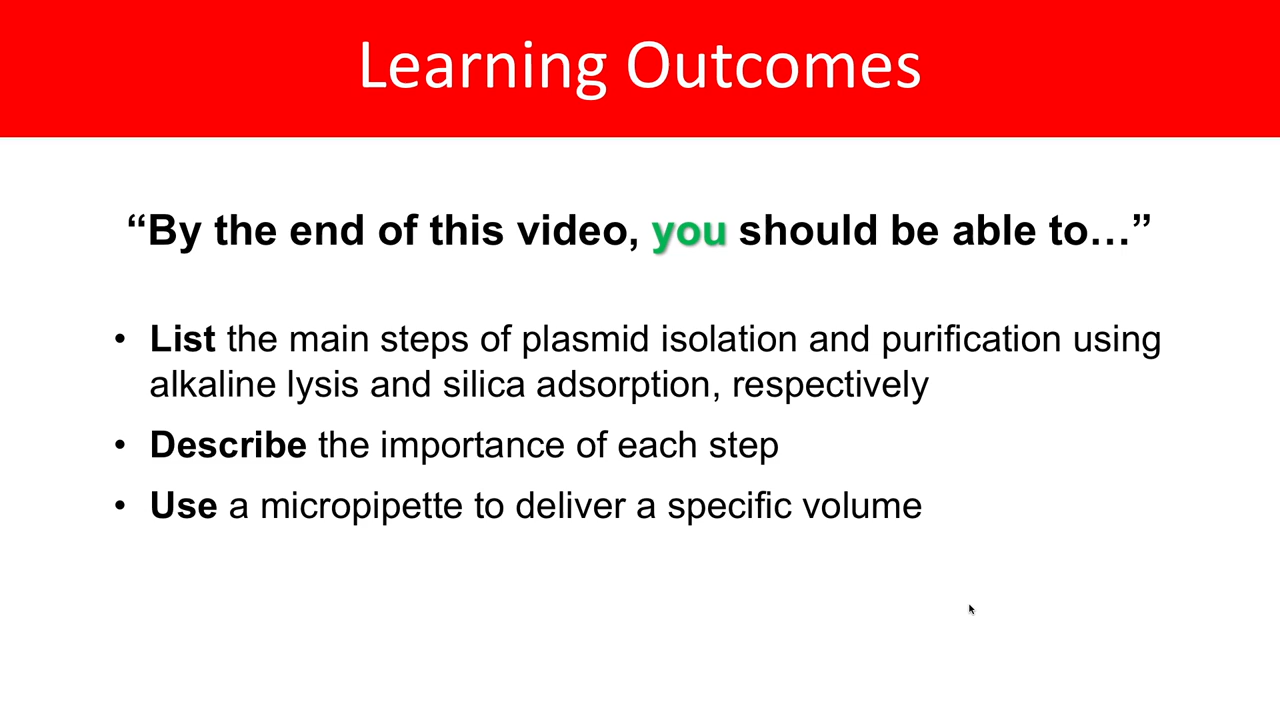 Learning Outcomes
“By the end of this video, you should be able to…”
• List the main steps of plasmid isolation and purification using
alkaline lysis and silica adsorption, respectively
• Describe the importance of each step
• Use a micropipette to deliver a specific volume